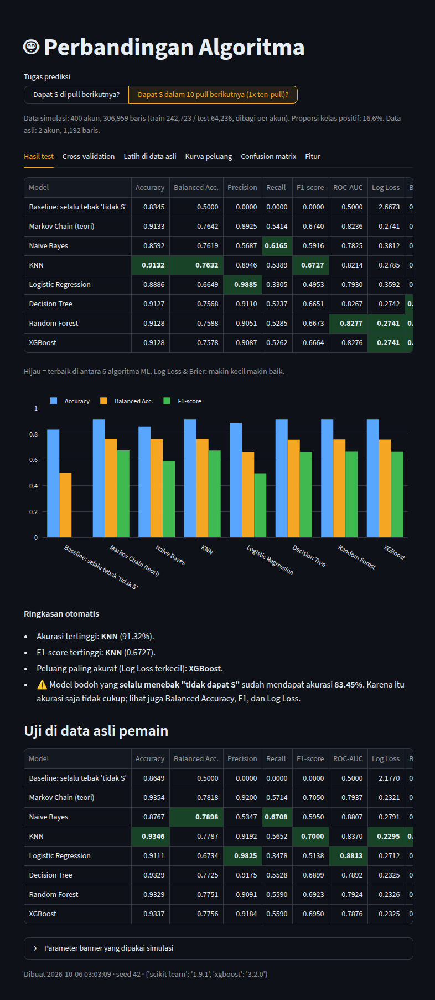 Perbandingan Algoritma
Tugas prediksi
Dapat S di pull berikutnya? Dapat S dalam 10 pull berikutnya (1x ten-pull)?
Data simulasi: 400 akun, 306,959 baris (train 242,723 / test 64,236, dibagi per akun). Proporsi kelas positif: 16.6%. Data
asli: 2 akun, 1,192 baris.
Hasil test Cross-validation Latih di data asli Kurva peluang Confusion matrix Fitur
Model Accuracy Balanced Acc. Precision Recall F1-score ROC-AUC Log Loss B
Baseline: selalu tebak 'tidak S' 0.8345 0.5000 0.0000 0.0000 0.0000 0.5000 2.6673 0
Markov Chain (teori) 0.9133 0.7642 0.8925 0.5414 0.6740 0.8236 0.2741 0
Naive Bayes 0.8592 0.7619 0.5687 0.6165 0.5916 0.7825 0.3812 0
KNN 0.9132 0.7632 0.8946 0.5389 0.6727 0.8214 0.2785 0
Logistic Regression 0.8886 0.6649 0.9885 0.3305 0.4953 0.7930 0.3592 0
Decision Tree 0.9127 0.7568 0.9110 0.5237 0.6651 0.8267 0.2742 0.
Random Forest 0.9128 0.7588 0.9051 0.5285 0.6673 0.8277 0.2741 0.
XGBoost 0.9128 0.7578 0.9087 0.5262 0.6664 0.8276 0.2741 0.
Hijau = terbaik di antara 6 algoritma ML. Log Loss & Brier: makin kecil makin baik.
Accuracy Balanced Acc. F1-score
1
0.8
0.6
0.4
0.2
0
Baseline: selalu tebak 'tidak S'
Markov Chain (teori)
Naive Bayes
KNN
Logistic Regression
Decision Tree
Random Forest
XGBoost
Ringkasan otomatis
• Akurasi tertinggi: KNN (91.32%).
• F1-score tertinggi: KNN (0.6727).
• Peluang paling akurat (Log Loss terkecil): XGBoost.
• ⚠️ Model bodoh yang selalu menebak "tidak dapat S" sudah mendapat akurasi 83.45%. Karena itu
akurasi saja tidak cukup; lihat juga Balanced Accuracy, F1, dan Log Loss.
Uji di data asli pemain
Model Accuracy Balanced Acc. Precision Recall F1-score ROC-AUC Log Loss B
Baseline: selalu tebak 'tidak S' 0.8649 0.5000 0.0000 0.0000 0.0000 0.5000 2.1770 0
Markov Chain (teori) 0.9354 0.7818 0.9200 0.5714 0.7050 0.7937 0.2321 0
Naive Bayes 0.8767 0.7898 0.5347 0.6708 0.5950 0.8807 0.2791 0
KNN 0.9346 0.7787 0.9192 0.5652 0.7000 0.8370 0.2295 0.
Logistic Regression 0.9111 0.6734 0.9825 0.3478 0.5138 0.8813 0.2712 0
Decision Tree 0.9329 0.7725 0.9175 0.5528 0.6899 0.7892 0.2325 0
Random Forest 0.9329 0.7751 0.9091 0.5590 0.6923 0.7924 0.2326 0
XGBoost 0.9337 0.7756 0.9184 0.5590 0.6950 0.7876 0.2325 0
Parameter banner yang dipakai simulasi
Dibuat 2026-10-06 03:03:09 · seed 42 · {'scikit-learn': '1.9.1', 'xgboost': '3.2.0'}